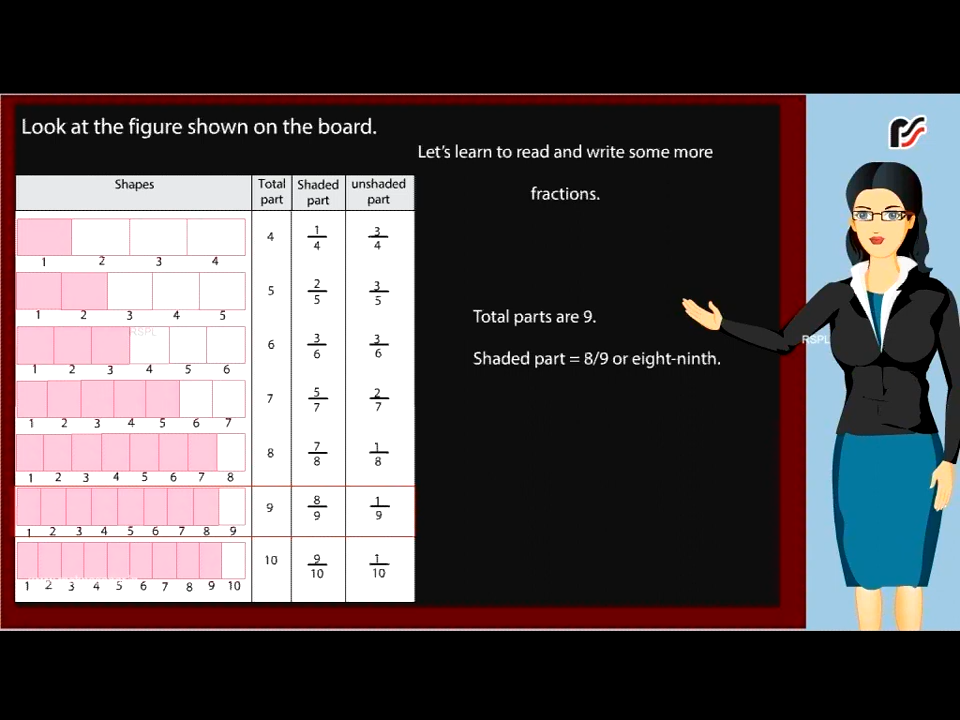 Look at the figure shown on the board.
Let's learn to read and write some more
fractions.
Shapes Total part Shaded part unshaded part
1 2 3 4
4 1/4 3/4
1 2 3 4 5
5 2/5 3/5
RSPL
1 2 3 4 5 6
6 3/6 3/6
1 2 3 4 5 6 7
7 5/7 2/7
1 2 3 4 5 6 7 8
8 7/8 1/8
1 2 3 4 5 6 7 8 9
9 8/9 1/9
1 2 3 4 5 6 7 8 9 10
10 9/10 1/10
Total parts are 9.
Shaded part = 8/9 or eight-ninth.
RSPL